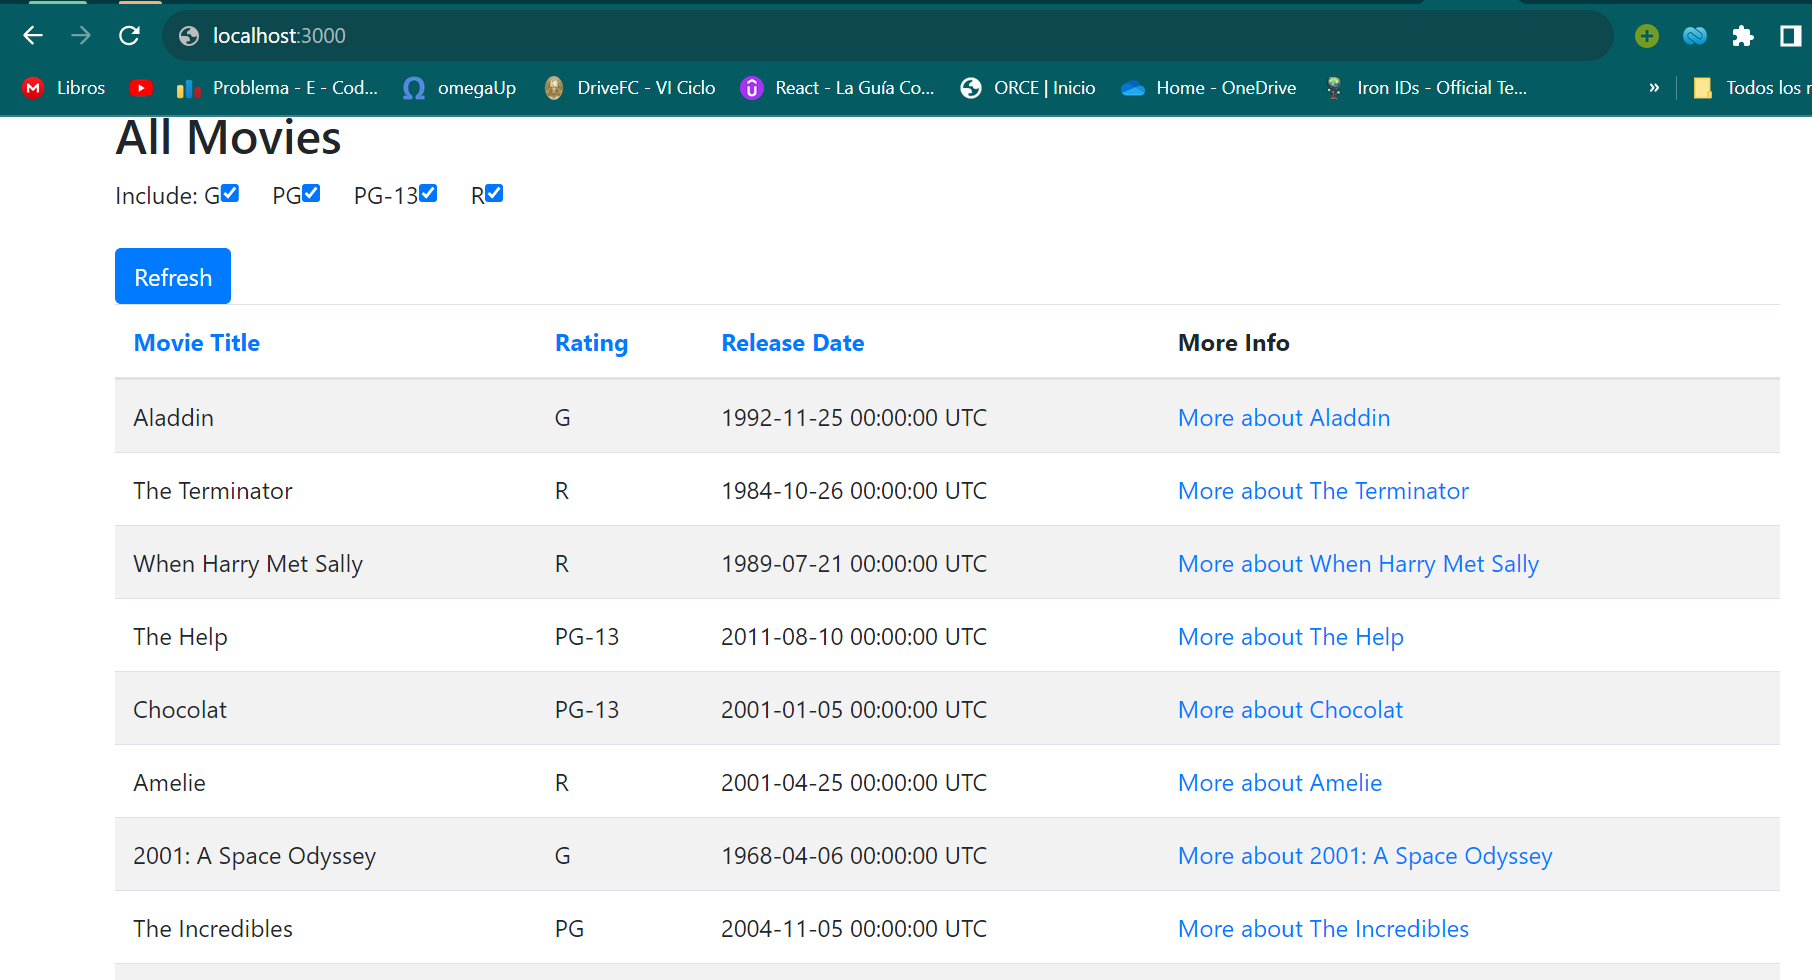 localhost:3000
Libros Problema - E - Cod... omegaUp DriveFC - VI Ciclo React - La Guía Co... ORCE | Inicio Home - OneDrive Iron IDs - Official Te... » Todos los
All Movies
Include: G PG PG-13 R
Refresh
Movie Title Rating Release Date More Info
Aladdin G 1992-11-25 00:00:00 UTC More about Aladdin
The Terminator R 1984-10-26 00:00:00 UTC More about The Terminator
When Harry Met Sally R 1989-07-21 00:00:00 UTC More about When Harry Met Sally
The Help PG-13 2011-08-10 00:00:00 UTC More about The Help
Chocolat PG-13 2001-01-05 00:00:00 UTC More about Chocolat
Amelie R 2001-04-25 00:00:00 UTC More about Amelie
2001: A Space Odyssey G 1968-04-06 00:00:00 UTC More about 2001: A Space Odyssey
The Incredibles PG 2004-11-05 00:00:00 UTC More about The Incredibles